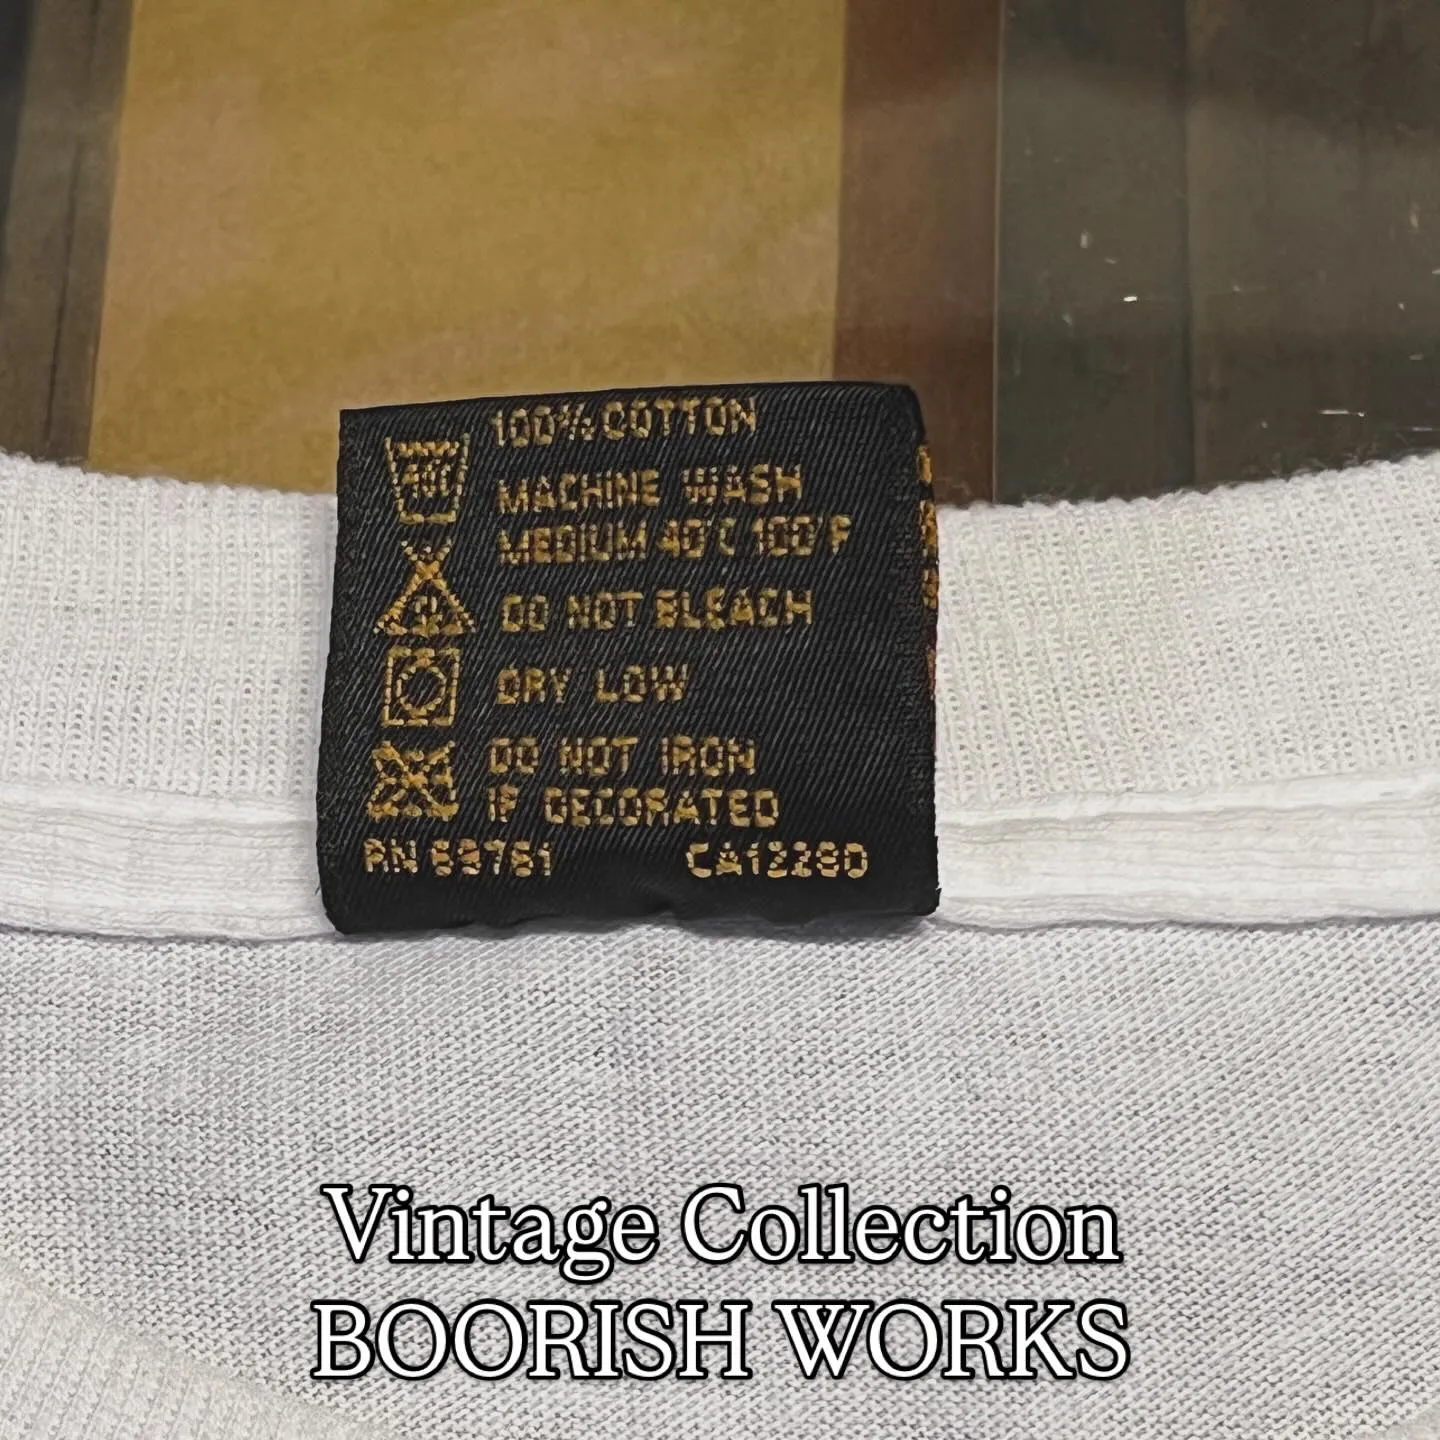 100% COTTON
MACHINE WASH
MEDIUM 40°C 100°F
DO NOT BLEACH
DRY LOW
DO NOT IRON
IF DECORATED
RN CA12280
Vintage Collection
BOORISH WORKS